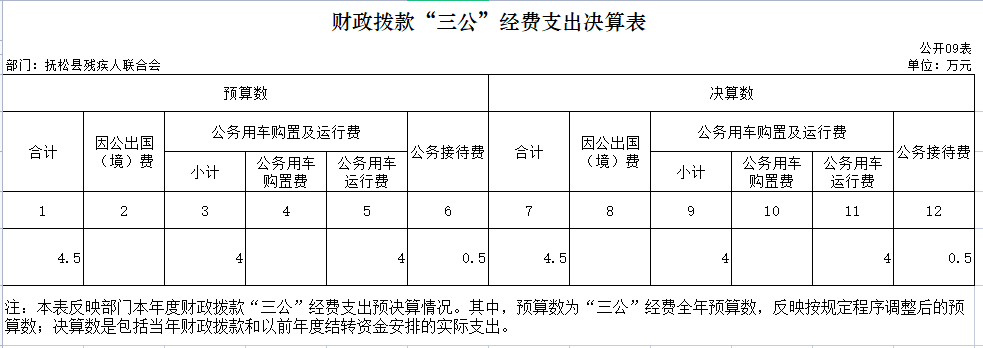 财政拨款“三公”经费支出决算表
公开09表
部门：抚松县残疾人联合会 单位：万元
预算数 决算数
合计 因公出国（境）费 公务用车购置及运行费 公务接待费 合计 因公出国（境）费 公务用车购置及运行费 公务接待费
小计 公务用车购置费 公务用车运行费 小计 公务用车购置费 公务用车运行费
1 2 3 4 5 6 7 8 9 10 11 12
4.5 4 4 0.5 4.5 4 4 0.5
注：本表反映部门本年度财政拨款“三公”经费支出预决算情况。其中，预算数为“三公”经费全年预算数，反映按规定程序调整后的预
算数；决算数是包括当年财政拨款和以前年度结转资金安排的实际支出。